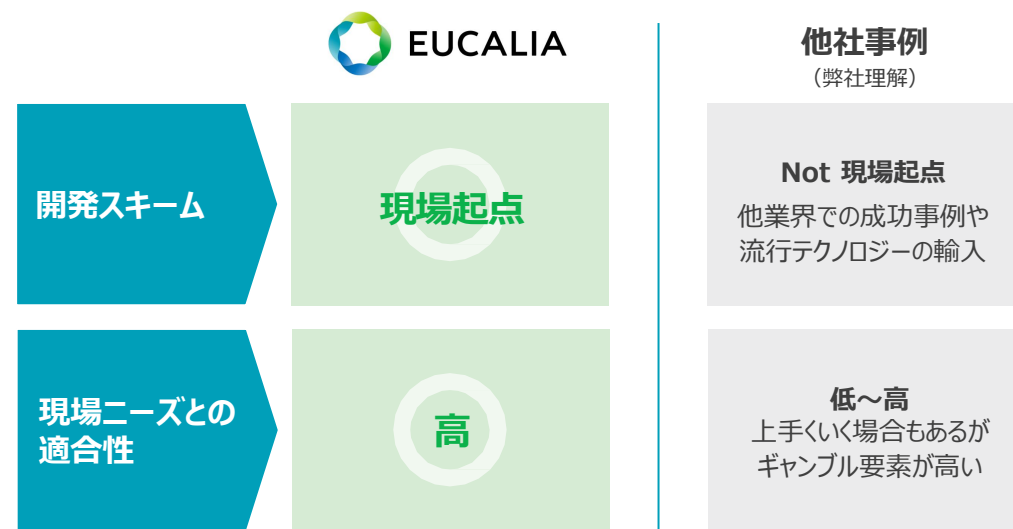 EUCALIA
他社事例
（弊社理解）
開発スキーム
現場起点
Not 現場起点
他業界での成功事例や
流行テクノロジーの輸入
現場ニーズとの
適合性
高
低～高
上手くいく場合もあるが
ギャンブル要素が高い